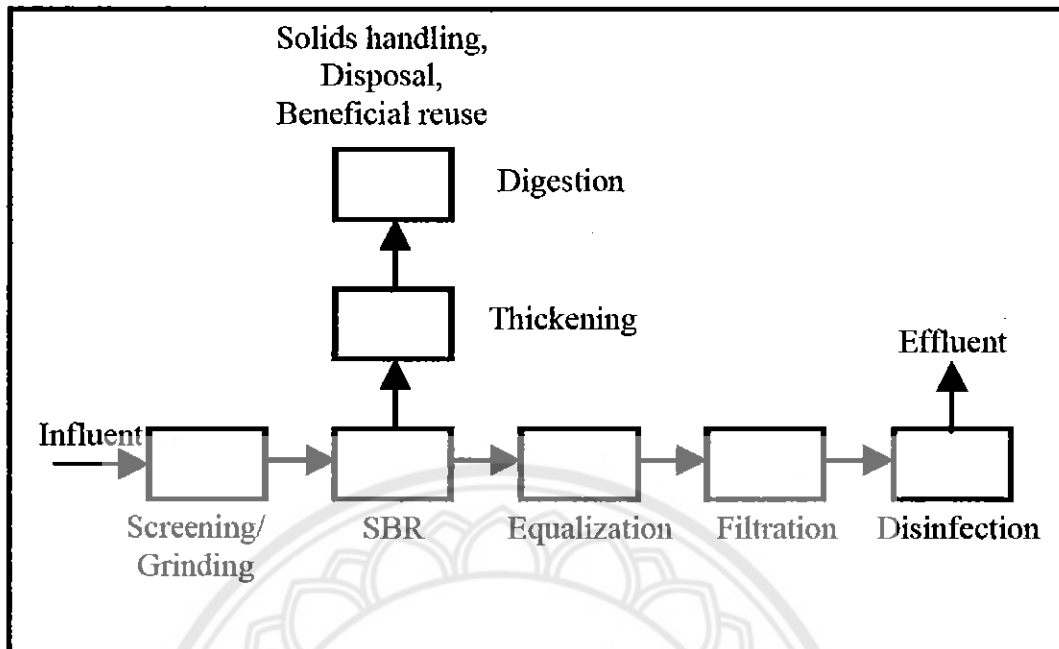 Solids handling,
Disposal,
Beneficial reuse
Digestion
Thickening
Effluent
Influent
Screening/
Grinding
SBR
Equalization
Filtration
Disinfection